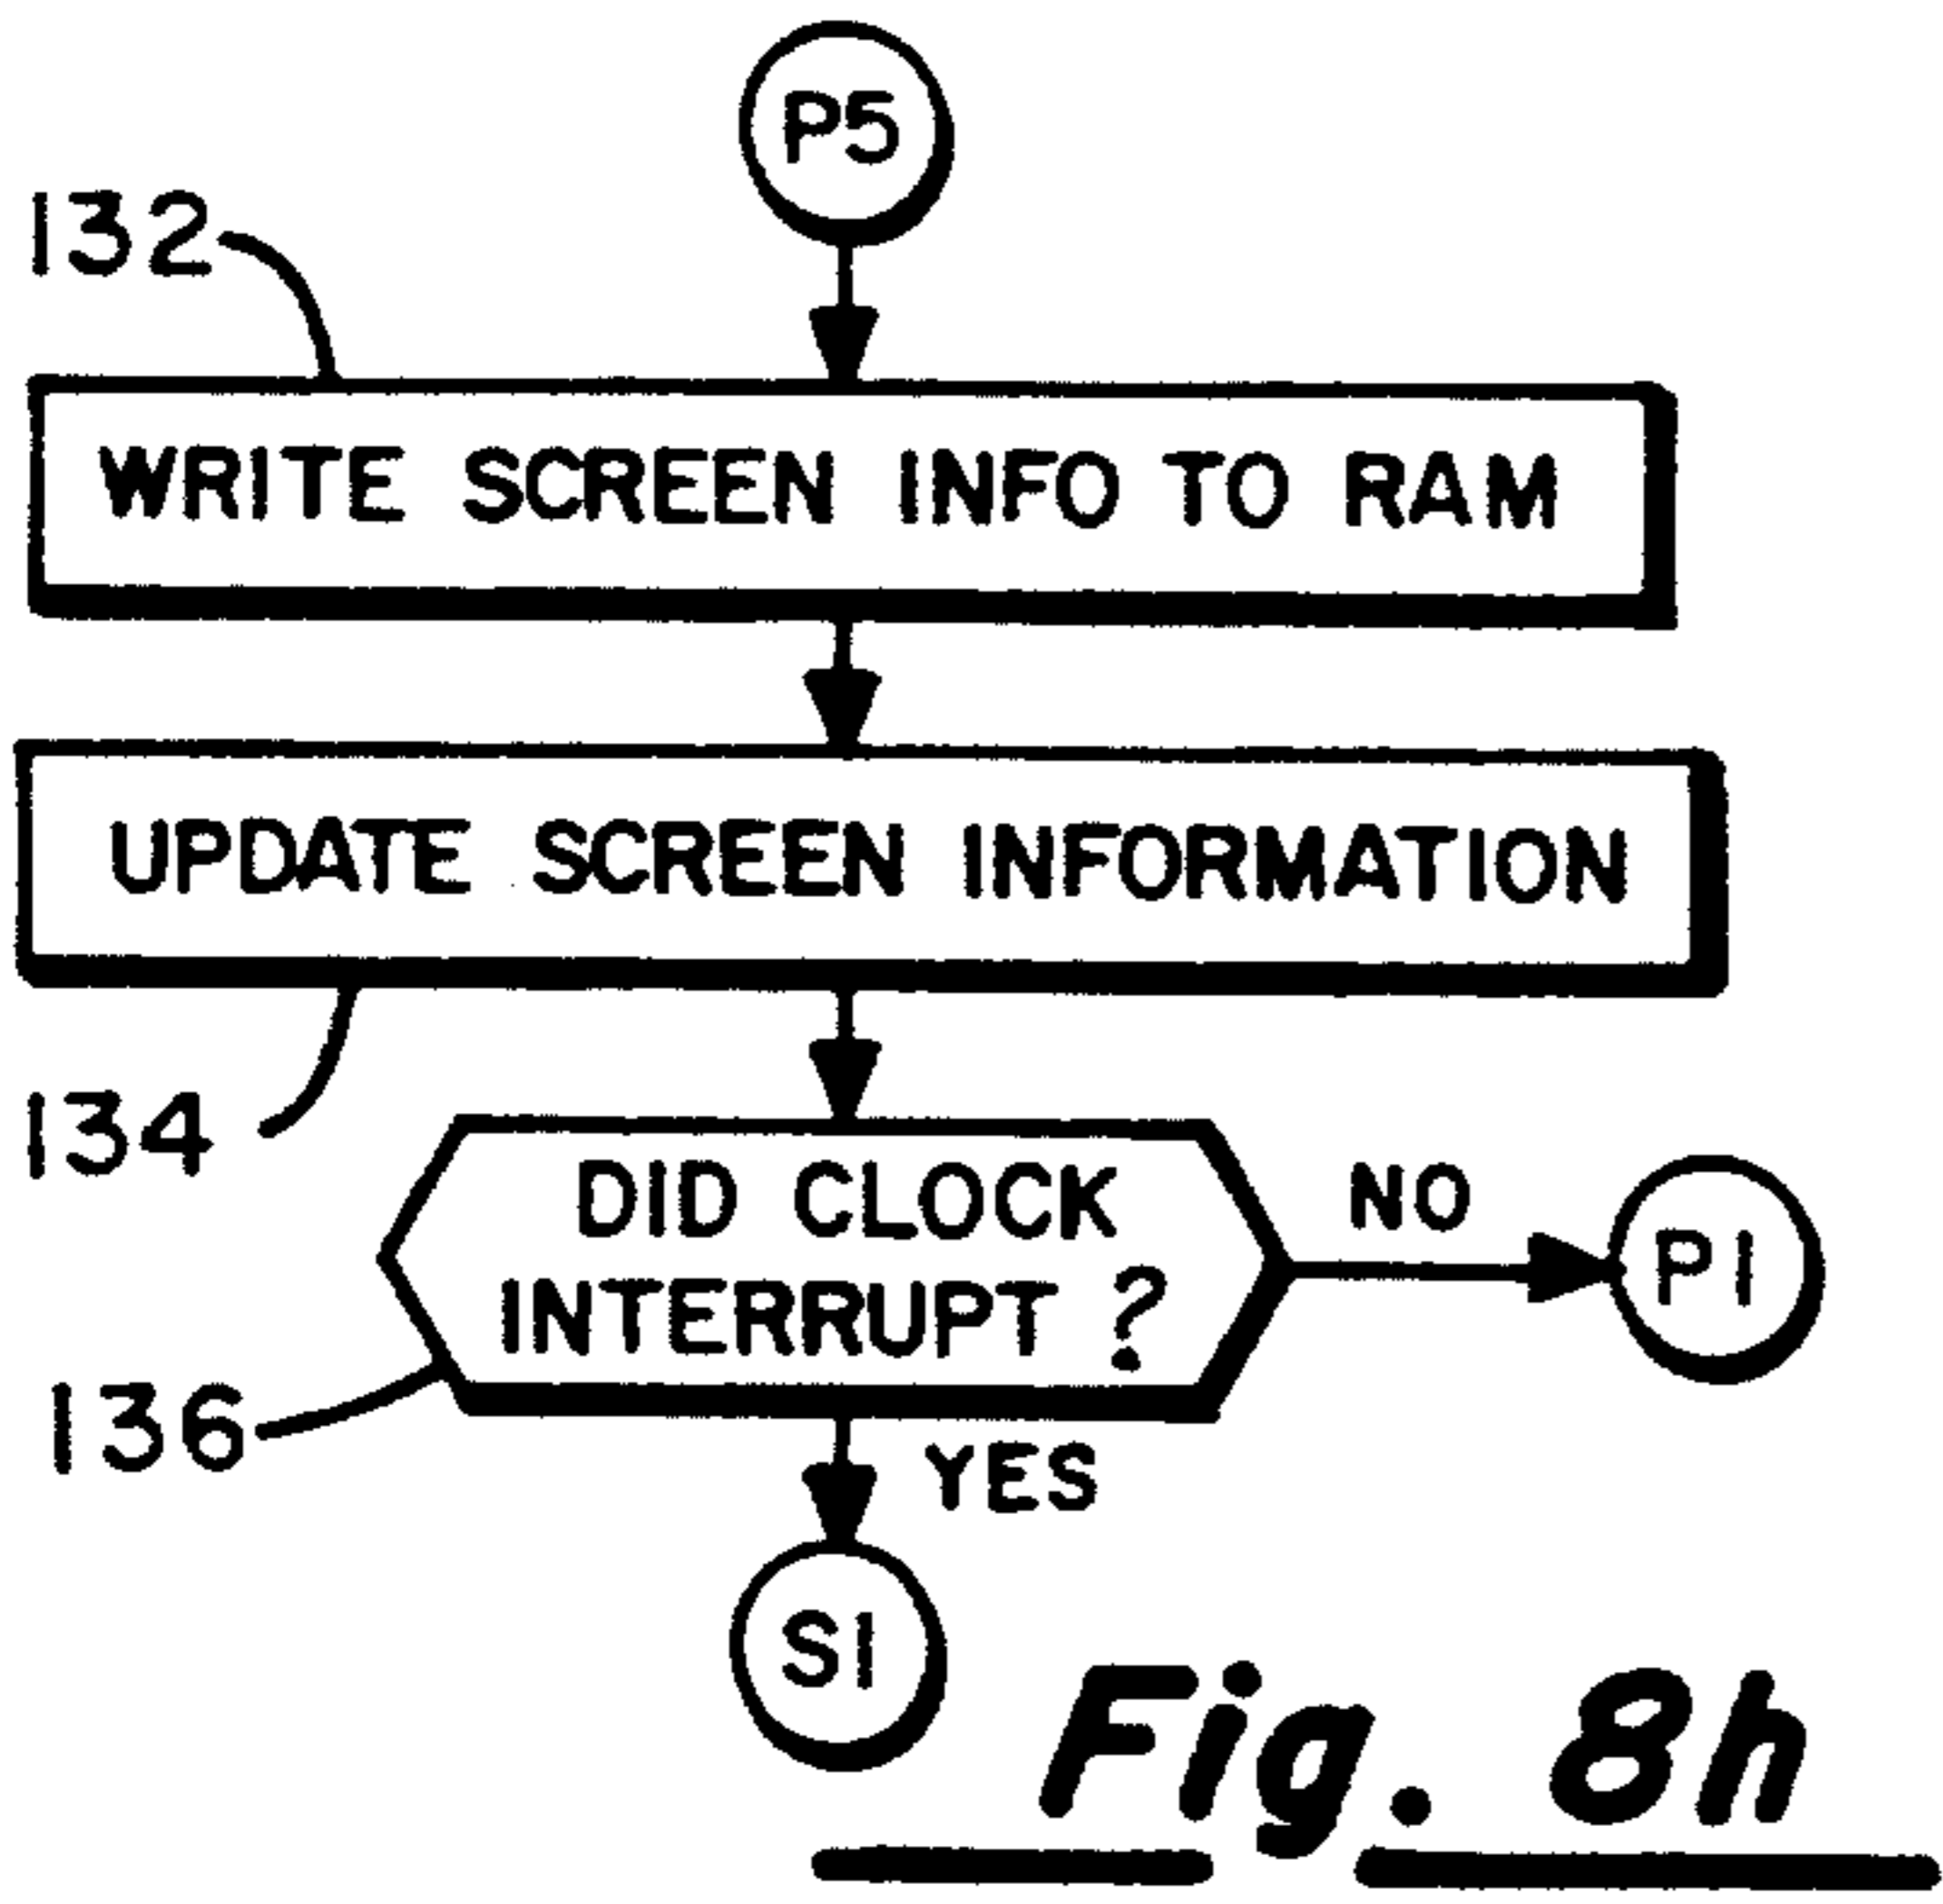 P5
132
WRITE SCREEN INFO TO RAM
UPDATE SCREEN INFORMATION
134
DID CLOCK
INTERRUPT ?
NO
P1
136
YES
S1
Fig. 8h